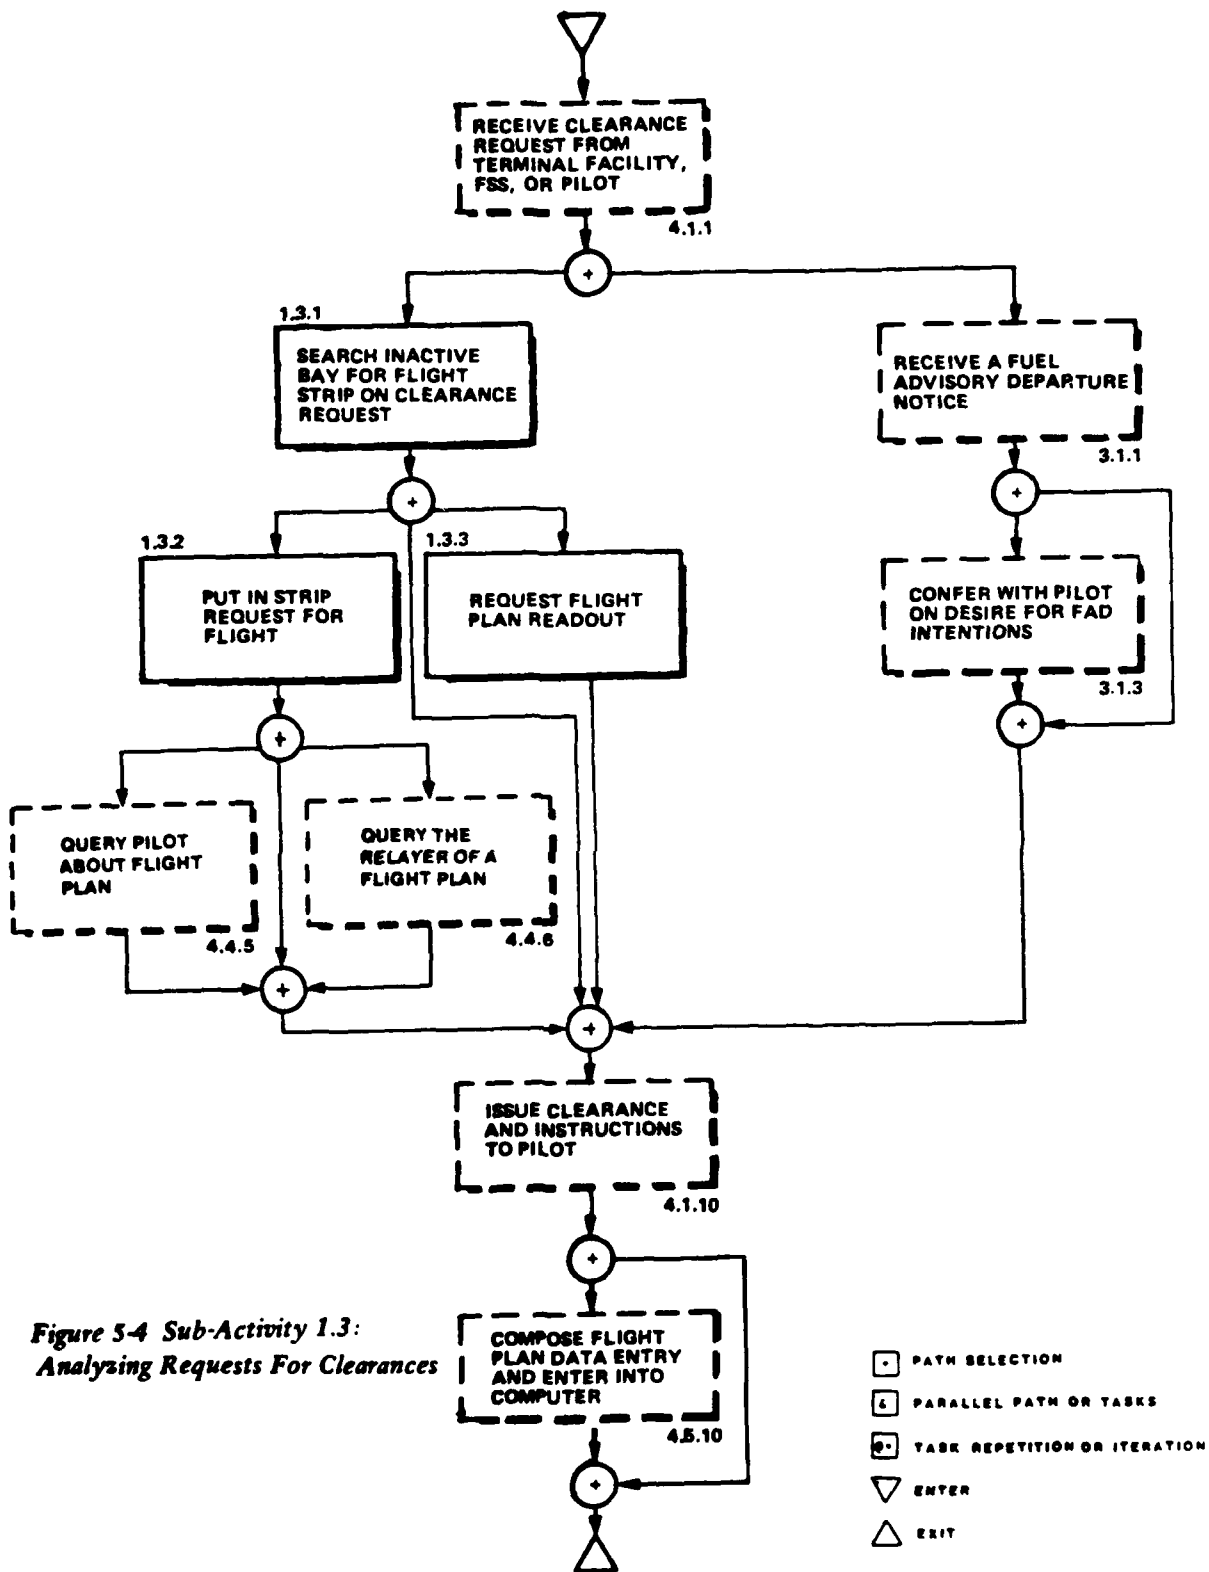 RECEIVE CLEARANCE
REQUEST FROM
TERMINAL FACILITY,
FSS, OR PILOT
4.1.1
+
1.3.1
SEARCH INACTIVE
BAY FOR FLIGHT
STRIP ON CLEARANCE
REQUEST
RECEIVE A FUEL
ADVISORY DEPARTURE
NOTICE
3.1.1
+
+
1.3.2
PUT IN STRIP
REQUEST FOR
FLIGHT
1.3.3
REQUEST FLIGHT
PLAN READOUT
CONFER WITH PILOT
ON DESIRE FOR FAD
INTENTIONS
3.1.3
+
+
QUERY PILOT
ABOUT FLIGHT
PLAN
4.4.5
QUERY THE
RELAYER OF A
FLIGHT PLAN
4.4.6
+
+
ISSUE CLEARANCE
AND INSTRUCTIONS
TO PILOT
4.1.10
+
COMPOSE FLIGHT
PLAN DATA ENTRY
AND ENTER INTO
COMPUTER
4.5.10
+
Figure 5-4 Sub-Activity 1.3:
Analyzing Requests For Clearances
+ PATH SELECTION
& PARALLEL PATH OR TASKS
TASK REPETITION OR ITERATION
ENTER
EXIT